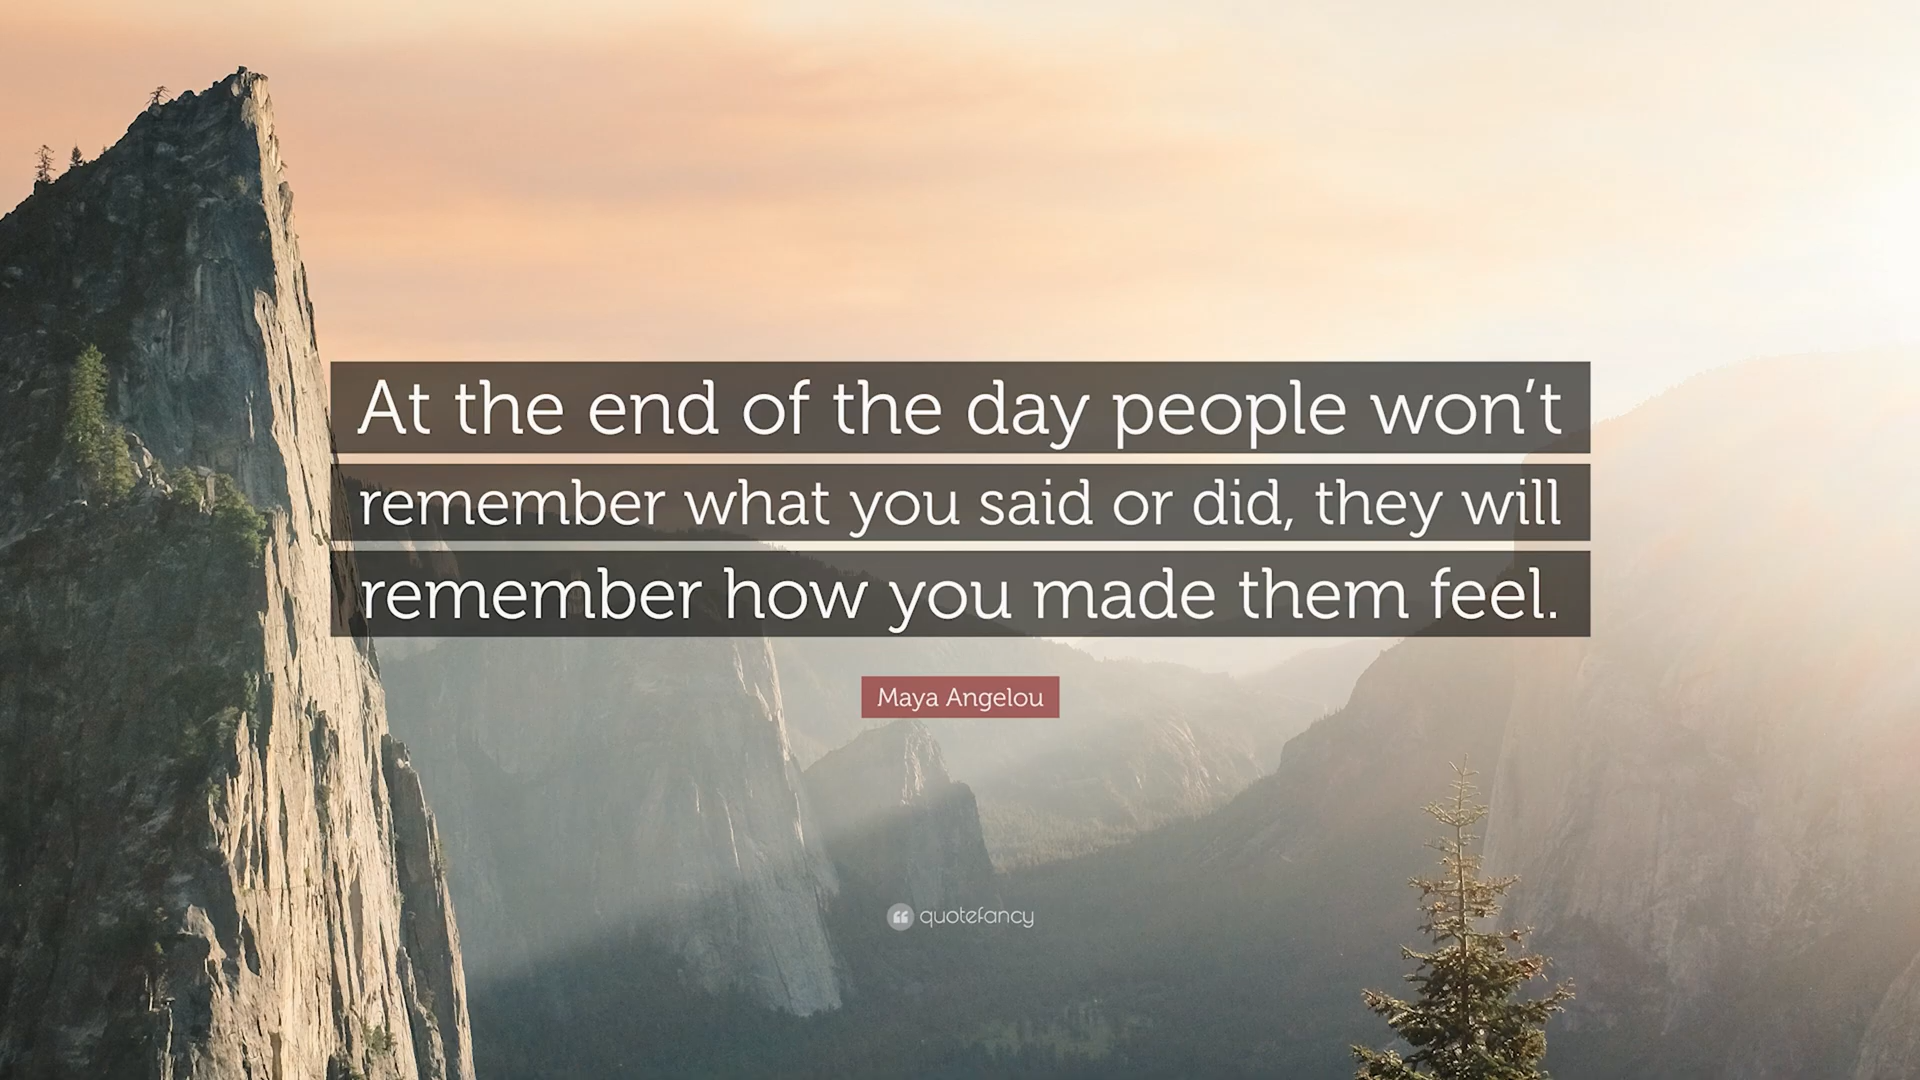 At the end of the day people won’t
remember what you said or did, they will
remember how you made them feel.
Maya Angelou
quotefancy